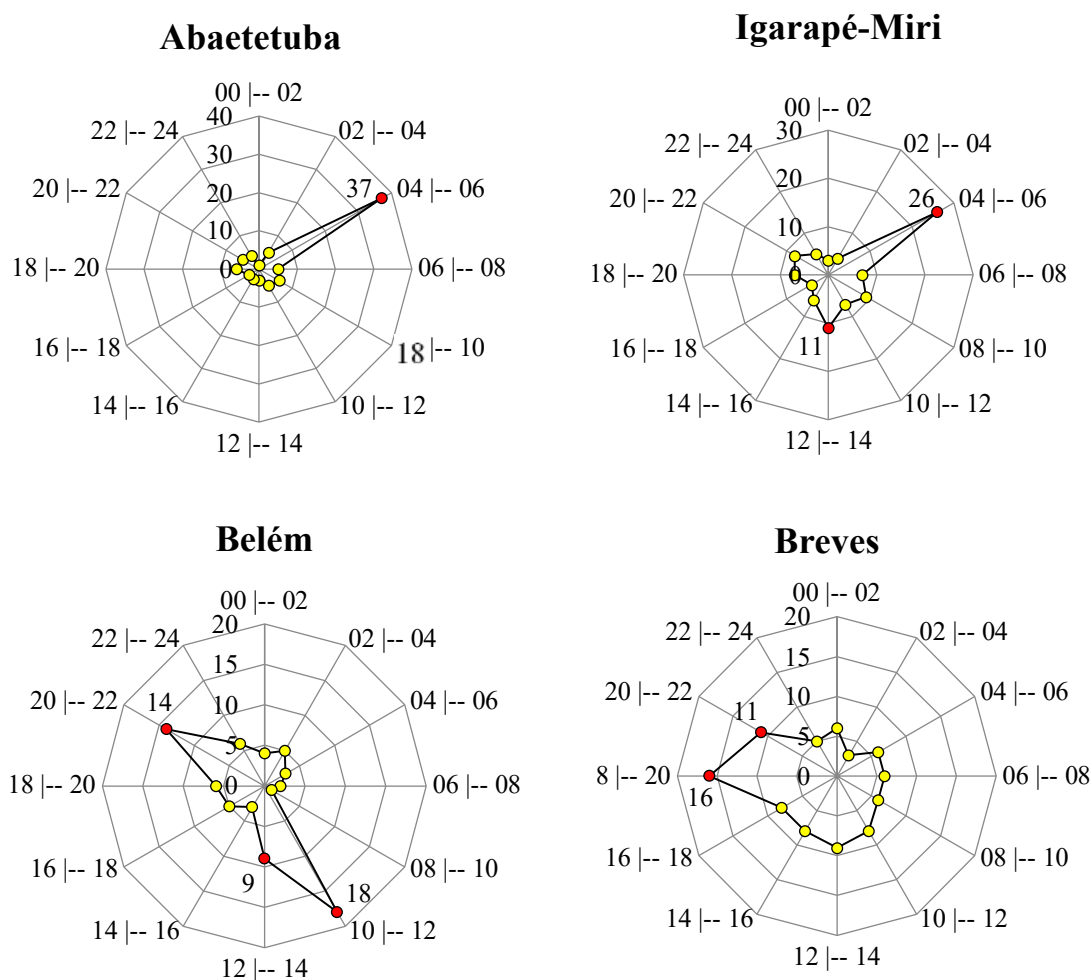 Abaetetuba
00 |-- 02
40
22 |-- 24
02 |-- 04
30
20 |-- 22
20
37
04 |-- 06
10
18 |-- 20
0
06 |-- 08
16 |-- 18
18 |-- 10
14 |-- 16
10 |-- 12
12 |-- 14
Igarapé-Miri
00 |-- 02
30
22 |-- 24
02 |-- 04
20
20 |-- 22
26
04 |-- 06
10
18 |-- 20
0
06 |-- 08
16 |-- 18
11
08 |-- 10
14 |-- 16
10 |-- 12
12 |-- 14
Belém
00 |-- 02
20
22 |-- 24
02 |-- 04
15
20 |-- 22
14
10
04 |-- 06
5
18 |-- 20
0
06 |-- 08
16 |-- 18
9
18
08 |-- 10
14 |-- 16
10 |-- 12
12 |-- 14
Breves
00 |-- 02
20
22 |-- 24
02 |-- 04
15
20 |-- 22
11
10
04 |-- 06
5
8 |-- 20
16
0
06 |-- 08
16 |-- 18
08 |-- 10
14 |-- 16
10 |-- 12
12 |-- 14